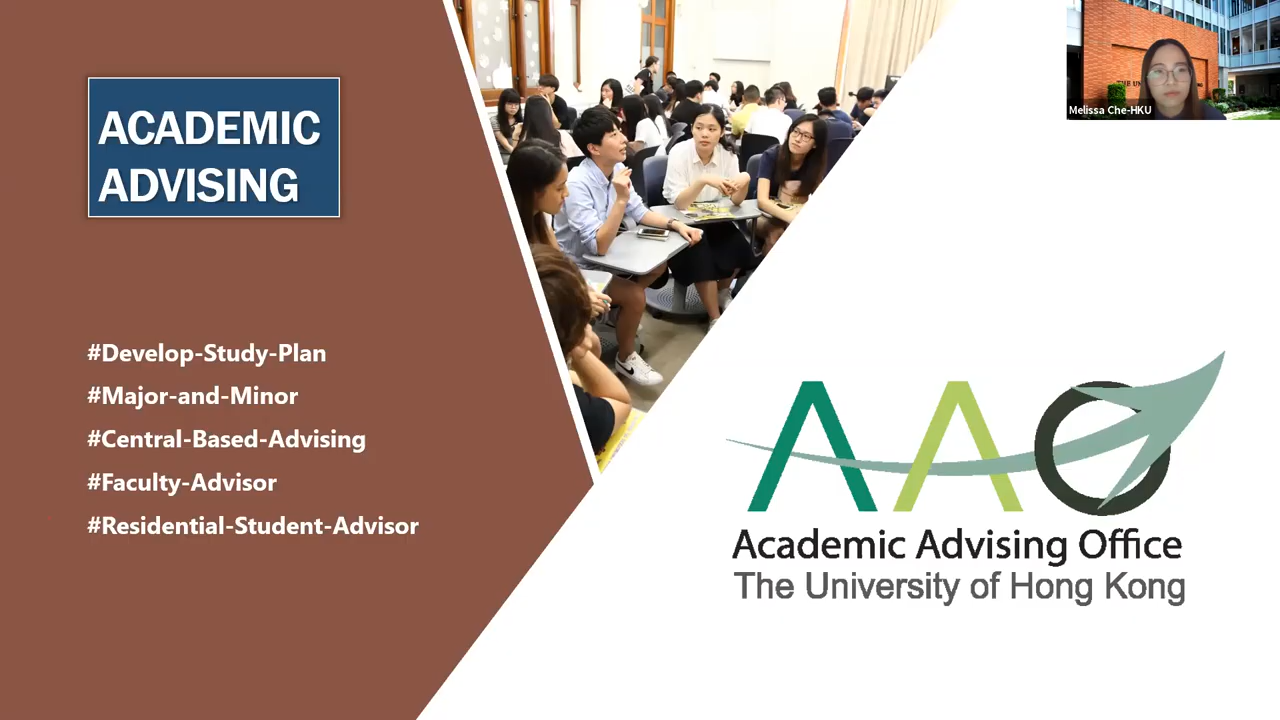 ACADEMIC
ADVISING
#Develop-Study-Plan
#Major-and-Minor
#Central-Based-Advising
#Faculty-Advisor
#Residential-Student-Advisor
Melissa Che-HKU
AAO
Academic Advising Office
The University of Hong Kong